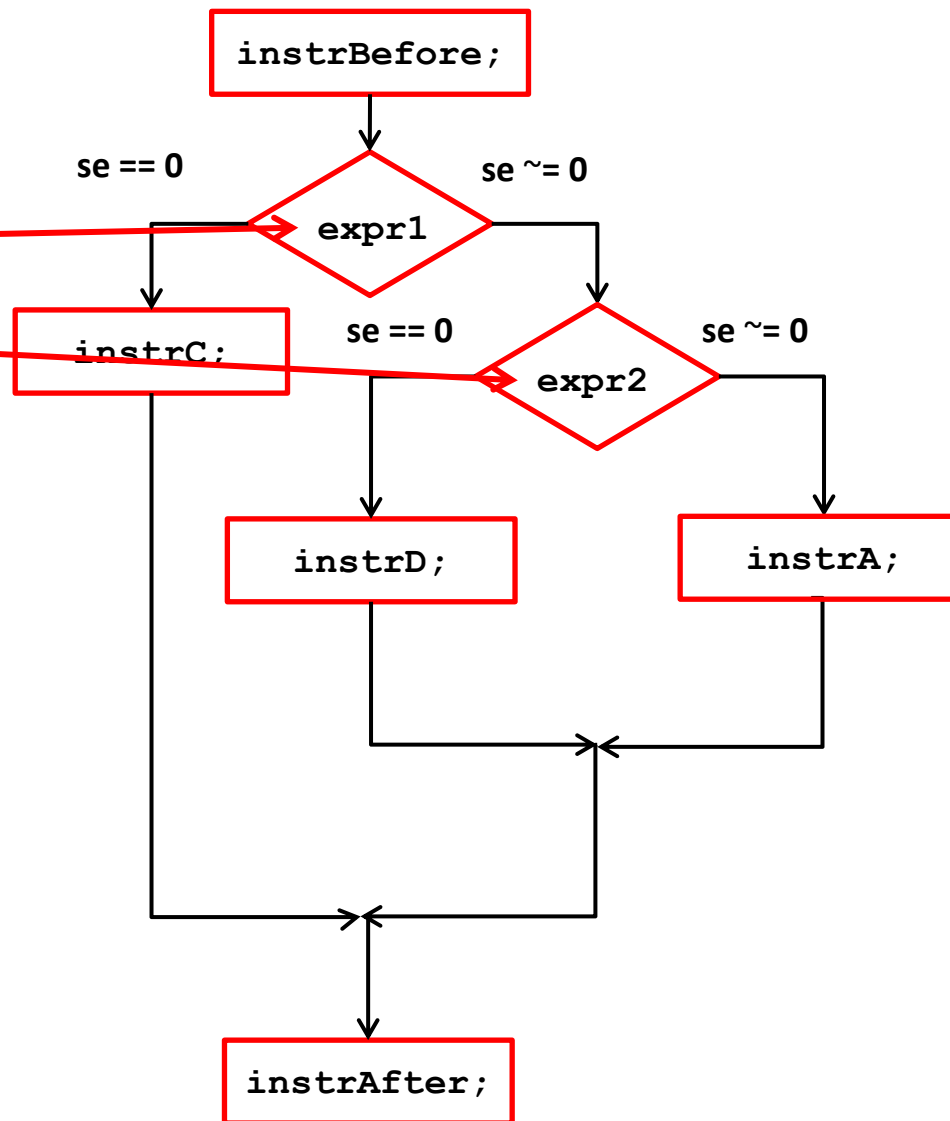 instrBefore;
se == 0
se ~= 0
expr1
instrC;
se == 0
se ~= 0
expr2
instrD;
instrA;
instrAfter;